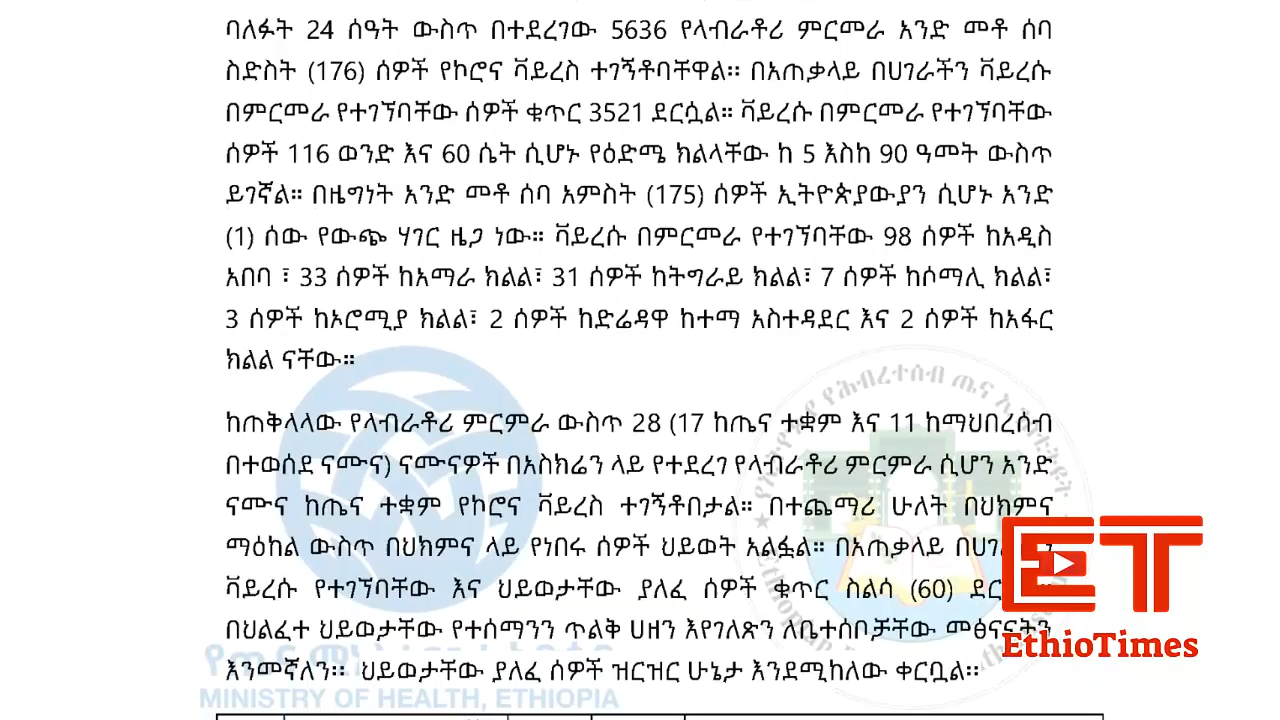 ባለፉት 24 ሰዓት ውስጥ በተደረገው 5636 የላብራቶሪ ምርመራ አንድ መቶ ሰባ
ስድስት (176) ሰዎች የኮሮና ቫይረስ ተገኝቶባቸዋል፡፡ በአጠቃላይ በሀገራችን ቫይረሱ
በምርመራ የተገኘባቸው ሰዎች ቁጥር 3521 ደርሷል። ቫይረሱ በምርመራ የተገኘባቸው
ሰዎች 116 ወንድ እና 60 ሴት ሲሆኑ የዕድሜ ክልላቸው ከ 5 እስከ 90 ዓመት ውስጥ
ይገኛል። በዜግነት አንድ መቶ ሰባ አምስት (175) ሰዎች ኢትዮጵያውያን ሲሆኑ አንድ
(1) ሰው የውጭ ሃገር ዜጋ ነው። ቫይረሱ በምርመራ የተገኘባቸው 98 ሰዎች ከአዲስ
አበባ ፣ 33 ሰዎች ከአማራ ክልል፣ 31 ሰዎች ከትግራይ ክልል፣ 7 ሰዎች ከሶማሊ ክልል፣
3 ሰዎች ከኦሮሚያ ክልል፣ 2 ሰዎች ከድሬዳዋ ከተማ አስተዳደር እና 2 ሰዎች ከአፋር
ክልል ናቸው።
ከጠቅላላው የላብራቶሪ ምርምራ ውስጥ 28 (17 ከጤና ተቋም እና 11 ከማህበረሰብ
በተወሰደ ናሙና) ናሙናዎች በአስክሬን ላይ የተደረገ የላብራቶሪ ምርምራ ሲሆን አንድ
ናሙና ከጤና ተቋም የኮሮና ቫይረስ ተገኝቶበታል። በተጨማሪ ሁለት በህክምና
ማዕከል ውስጥ በህክምና ላይ የነበሩ ሰዎች ህይወት አልፏል። በአጠቃላይ
ቫይረሱ የተገኘባቸው እና ህይወታቸው ያለፈ ሰዎች ቁጥር ስልሳ (60)
በህልፈተ ህይወታቸው የተሰማንን ጥልቅ ሀዘን እየገለጽን ለቤተሰቦቻቸው መፅናናትን
እንመኛለን፡፡ ህይወታቸው ያለፈ ሰዎች ዝርዝር ሁኔታ እንደሚከለው ቀርቧል፡፡
MINISTRY OF HEALTH, ETHIOPIA
ET
EthioTimes